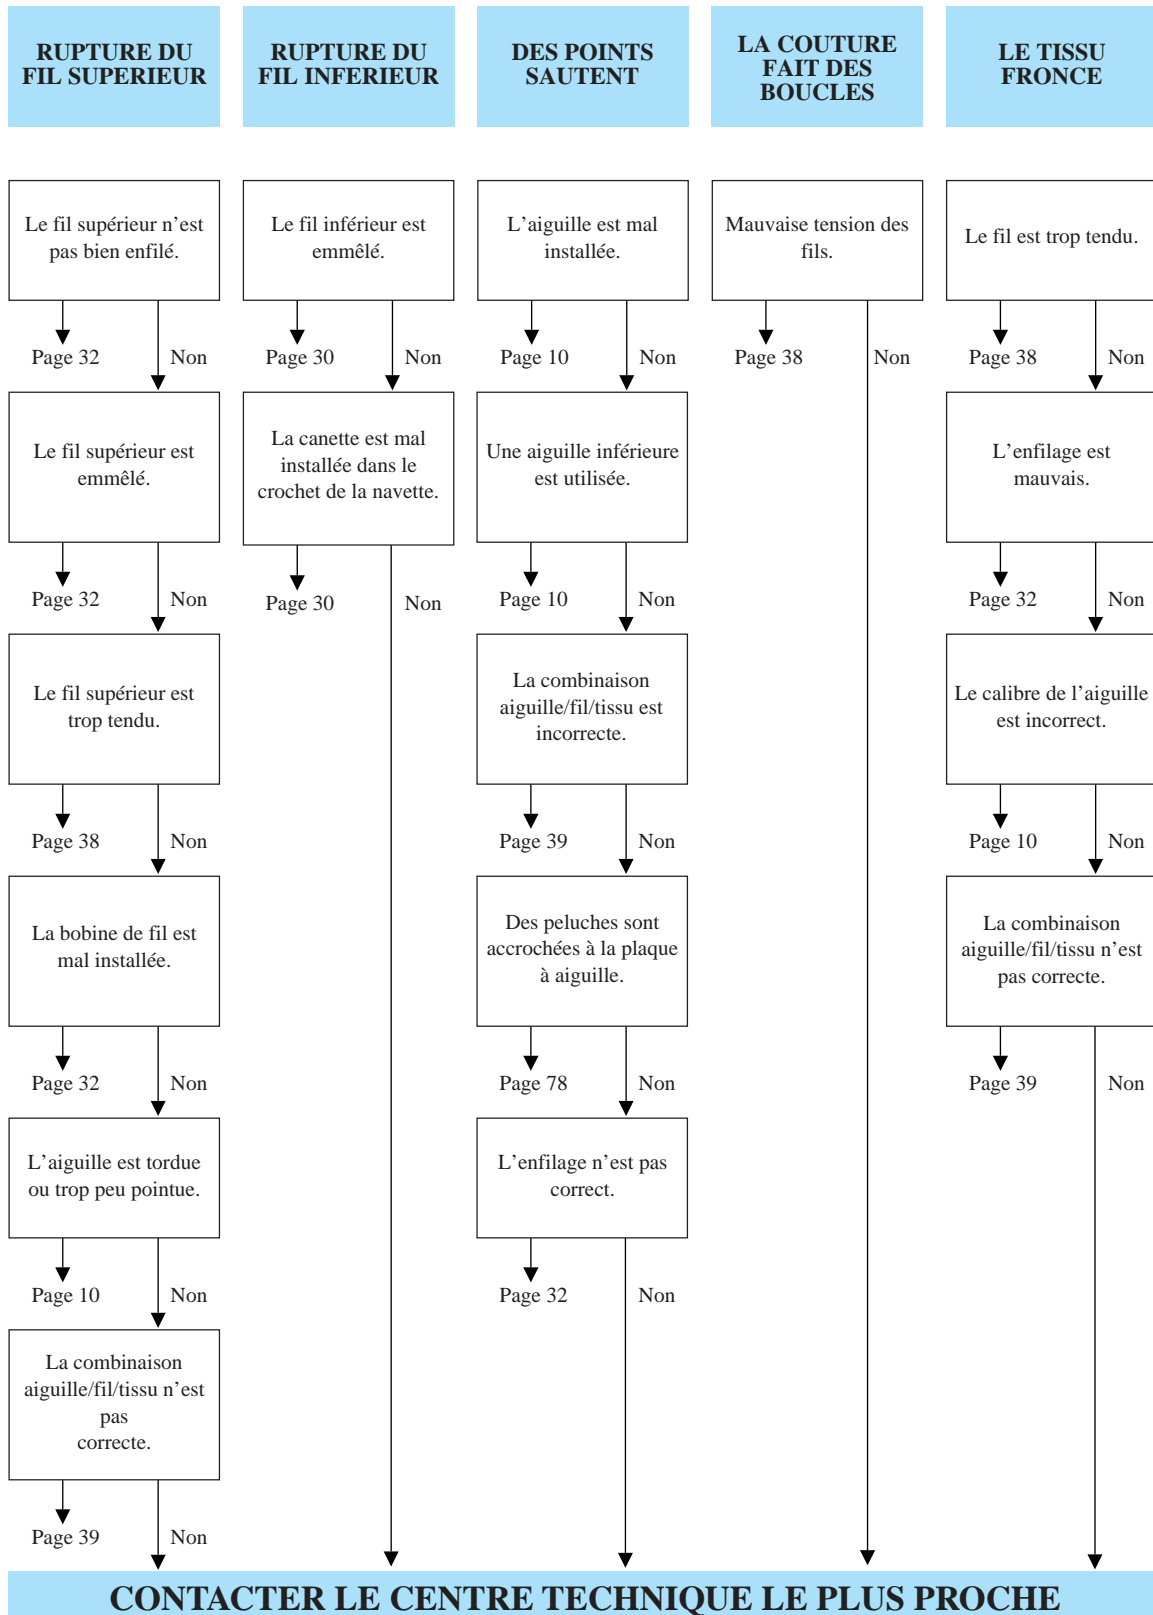 RUPTURE DU
FIL SUPERIEUR
RUPTURE DU
FIL INFERIEUR
DES POINTS
SAUTENT
LA COUTURE
FAIT DES
BOUCLES
LE TISSU
FRONCE
Le fil supérieur n’est
pas bien enfilé.
Page 32
Non
Le fil supérieur est
emmêlé.
Page 32
Non
Le fil supérieur est
trop tendu.
Page 38
Non
La bobine de fil est
mal installée.
Page 32
Non
L’aiguille est tordue
ou trop peu pointue.
Page 10
Non
La combinaison
aiguille/fil/tissu n’est
pas
correcte.
Page 39
Non
Le fil inférieur est
emmêlé.
Page 30
Non
La canette est mal
installée dans le
crochet de la navette.
Page 30
Non
L’aiguille est mal
installée.
Page 10
Non
Une aiguille inférieure
est utilisée.
Page 10
Non
La combinaison
aiguille/fil/tissu est
incorrecte.
Page 39
Non
Des peluches sont
accrochées à la plaque
à aiguille.
Page 78
Non
L’enfilage n’est pas
correct.
Page 32
Non
Mauvaise tension des
fils.
Page 38
Non
Le fil est trop tendu.
Page 38
Non
L’enfilage est
mauvais.
Page 32
Non
Le calibre de l’aiguille
est incorrect.
Page 10
Non
La combinaison
aiguille/fil/tissu n’est
pas correcte.
Page 39
Non
CONTACTER LE CENTRE TECHNIQUE LE PLUS PROCHE